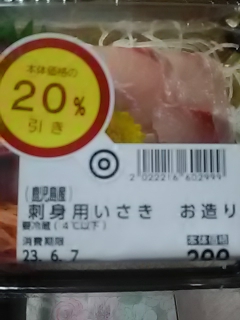 本体価格の
20%
引き
2022216602999
(鹿児島産)
刺身用いさき お造り
要冷蔵(4℃以下)
消費期限 本体価格
23.6.7